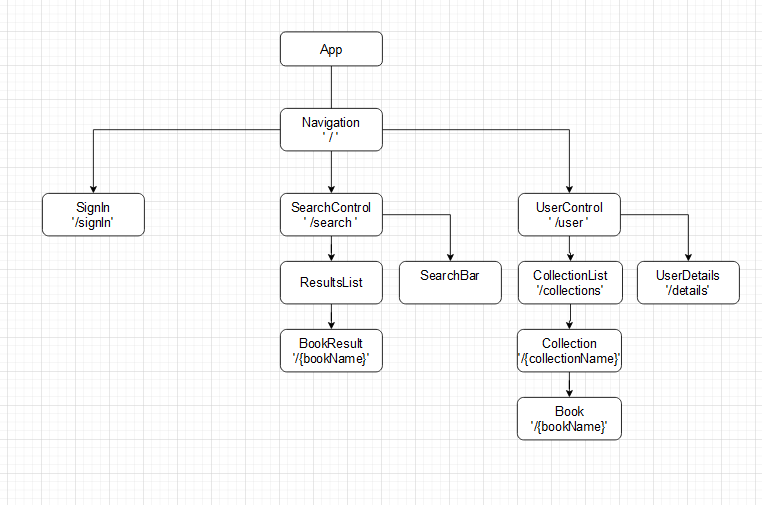 App
Navigation
' / '
SignIn
'/signIn'
SearchControl
' /search '
UserControl
' /user '
ResultsList
SearchBar
CollectionList
'/collections'
UserDetails
'/details'
BookResult
'/{bookName}'
Collection
'/{collectionName}'
Book
'/{bookName}'